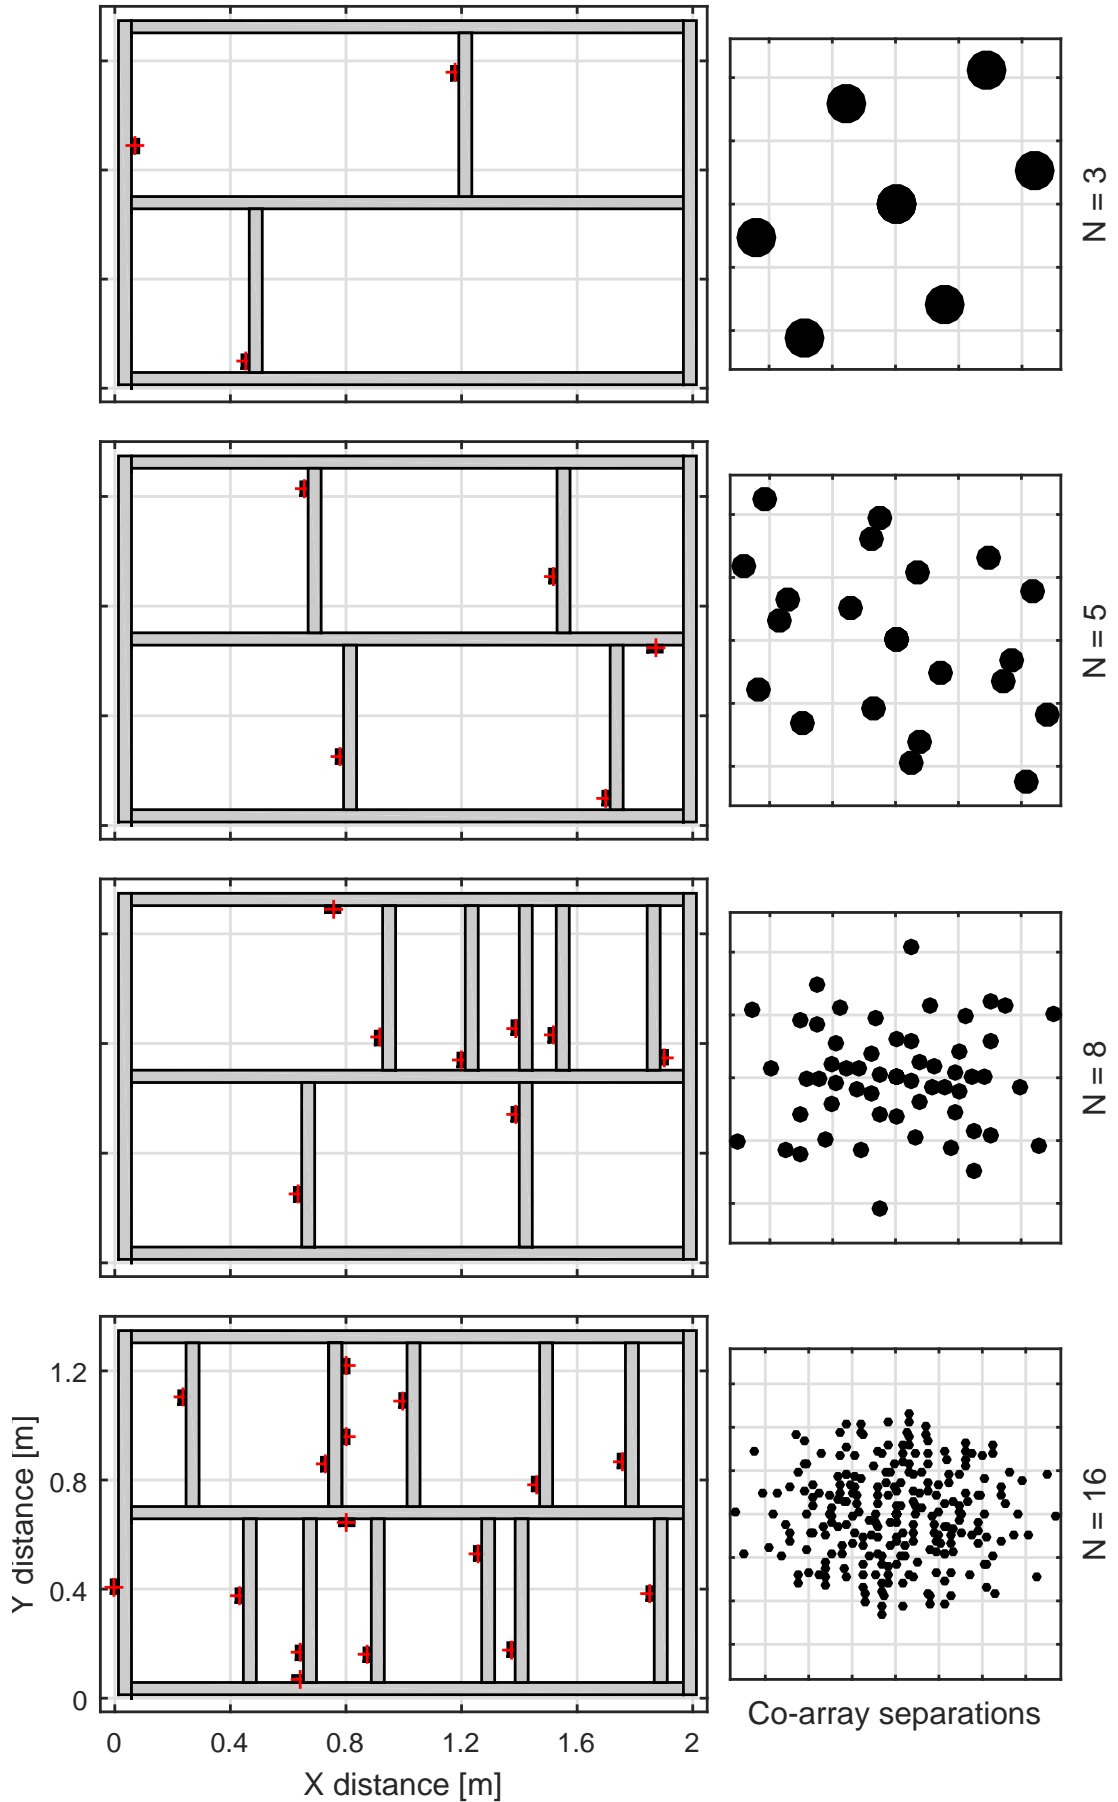 N = 3
N = 5
N = 8
N = 16
1.2
0.8
0.4
0
Y distance [m]
0 0.4 0.8 1.2 1.6 2
X distance [m]
Co-array separations